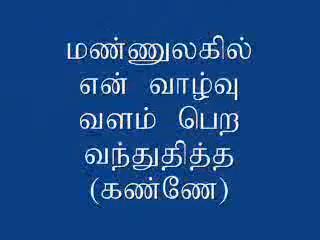 மண்ணுலகில்
என் வாழ்வு
வளம் பெற
வந்துதித்த
(கண்ணே)